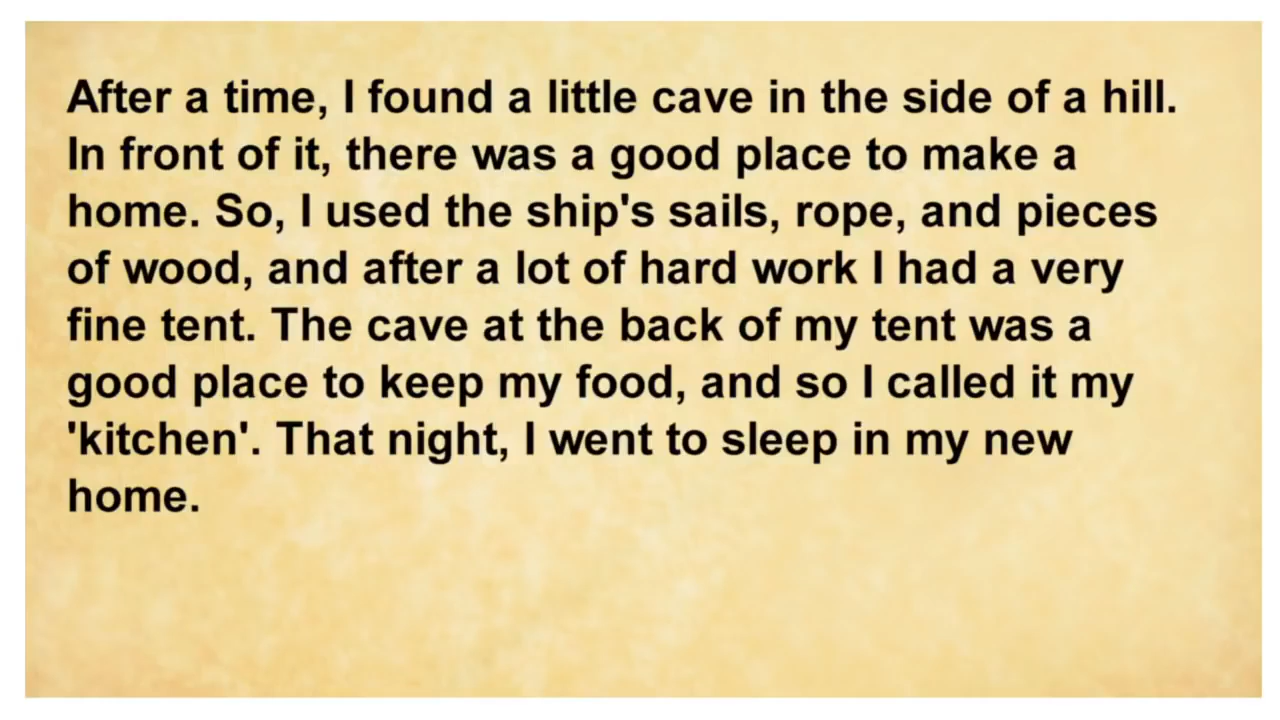 After a time, I found a little cave in the side of a hill.
In front of it, there was a good place to make a
home. So, I used the ship's sails, rope, and pieces
of wood, and after a lot of hard work I had a very
fine tent. The cave at the back of my tent was a
good place to keep my food, and so I called it my
'kitchen'. That night, I went to sleep in my new
home.